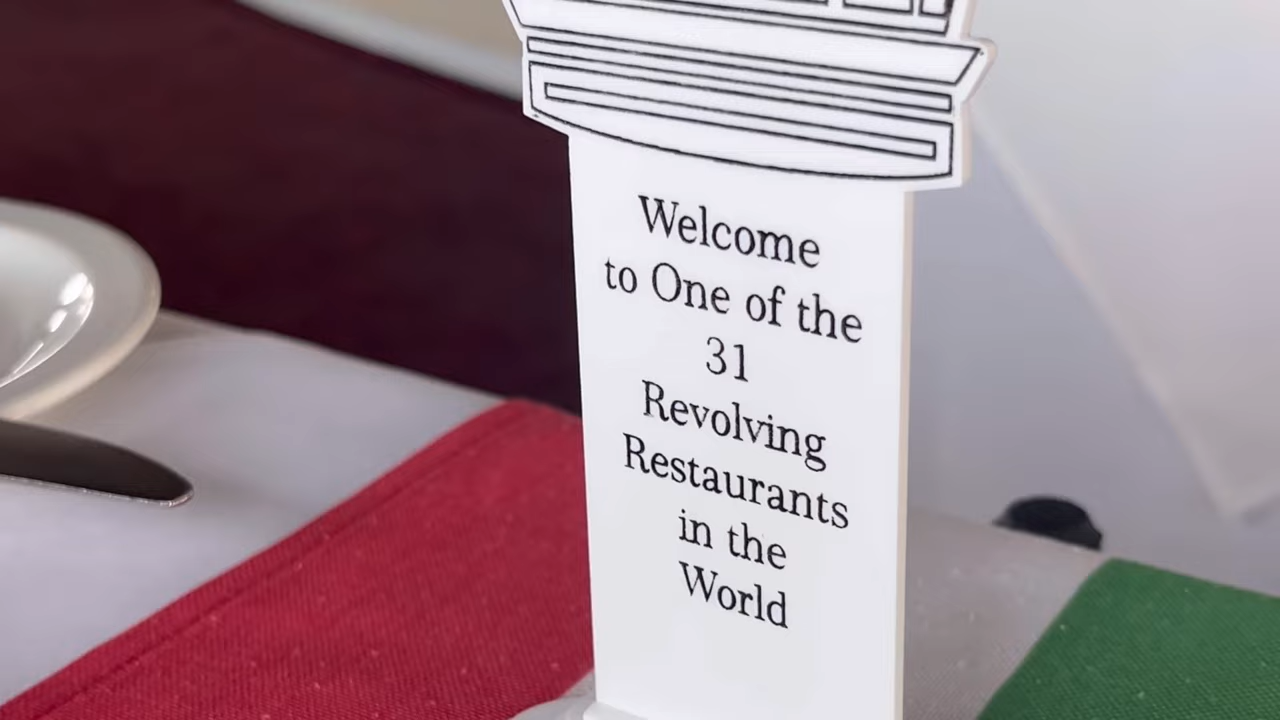 Welcome
to One of the
31
Revolving
Restaurants
in the
World